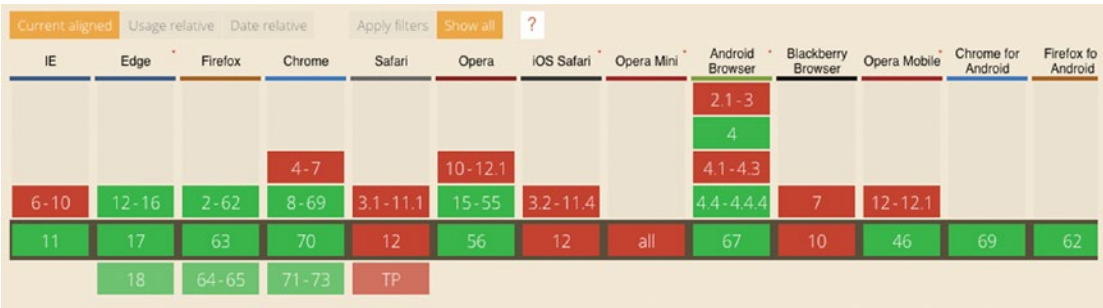 Current aligned Usage relative Date relative Apply filters Show all ?
IE Edge * Firefox Chrome Safari Opera iOS Safari * Opera Mini * Android Browser * Blackberry Browser Opera Mobile * Chrome for Android Firefox fo Android
2.1-3
4
4-7 10-12.1 4.1-4.3
6-10 12-16 2-62 8-69 3.1-11.1 15-55 3.2-11.4 4.4-4.4.4 7 12-12.1
11 17 63 70 12 56 12 all 67 10 46 69 62
18 64-65 71-73 TP